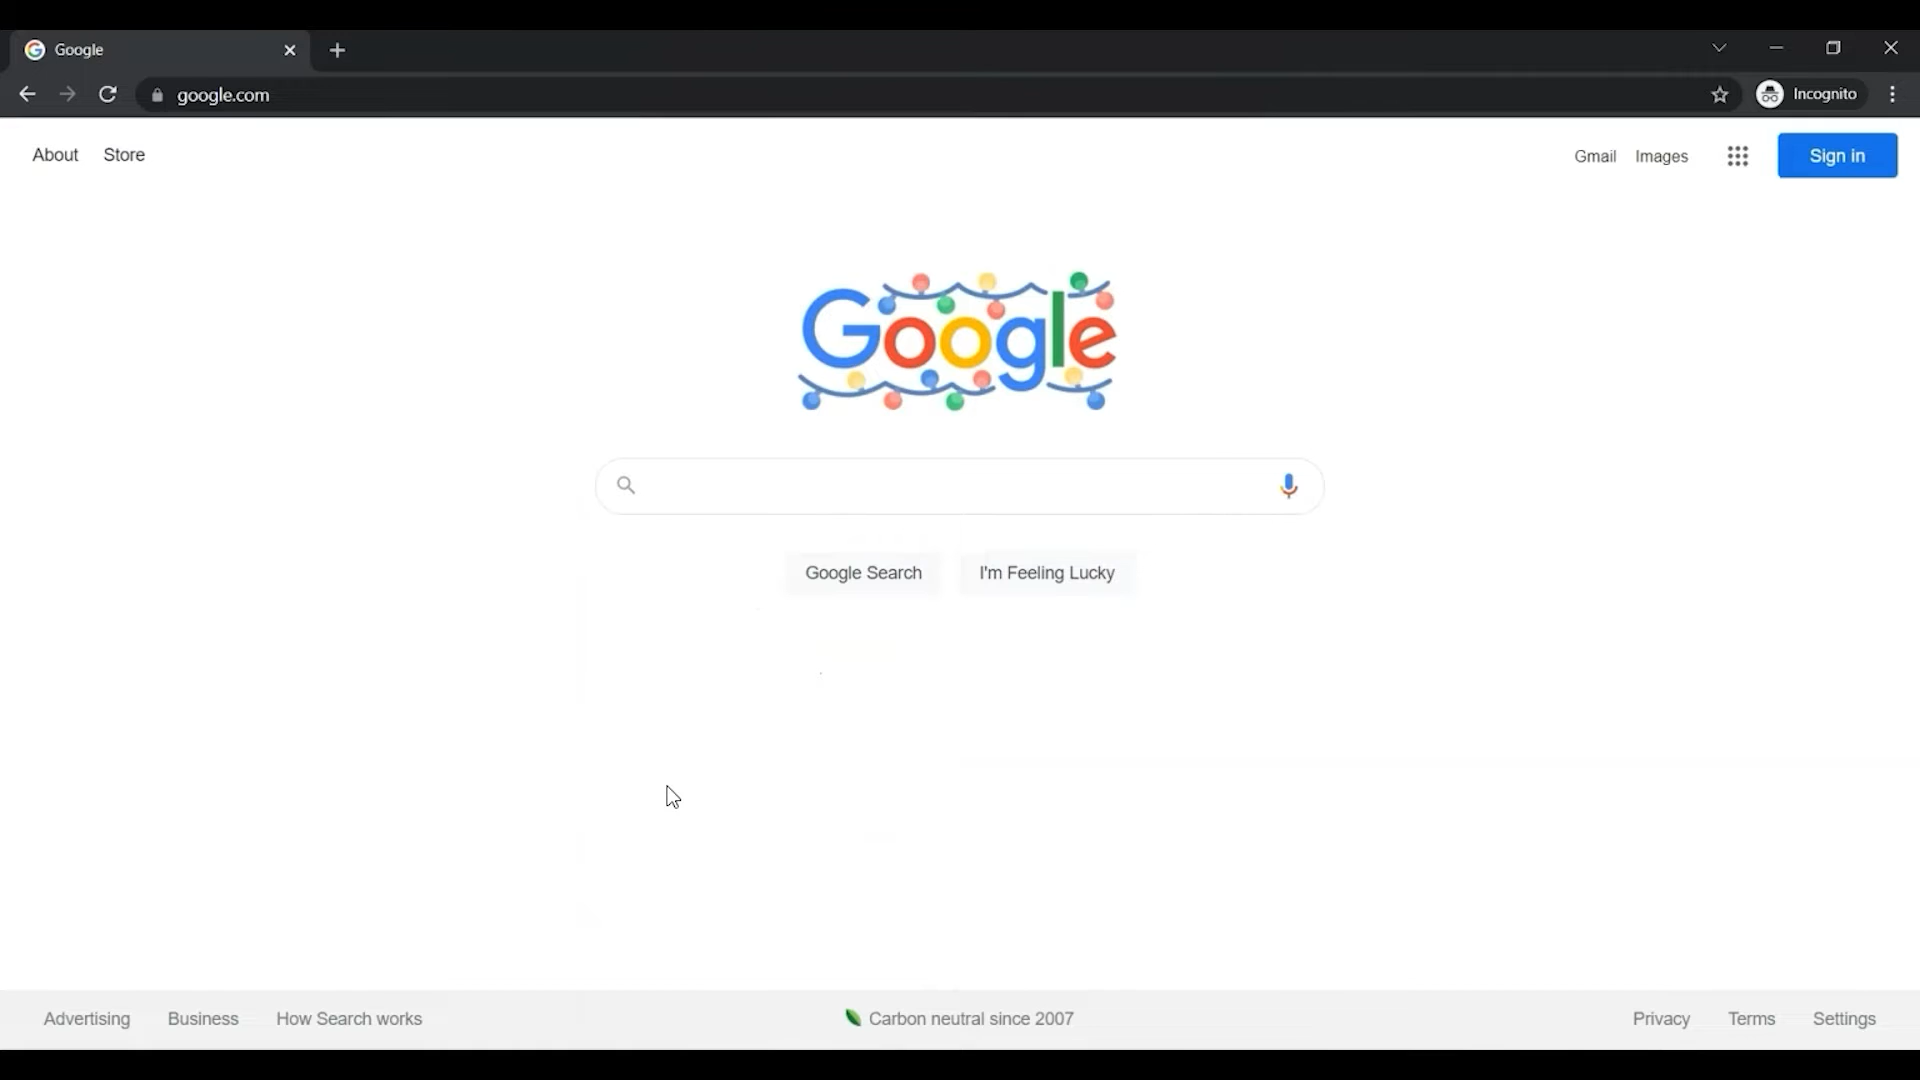 Google
google.com
Incognito
About Store
Gmail Images
Sign in
Google
Google Search
I'm Feeling Lucky
Advertising Business How Search works
Carbon neutral since 2007
Privacy Terms Settings